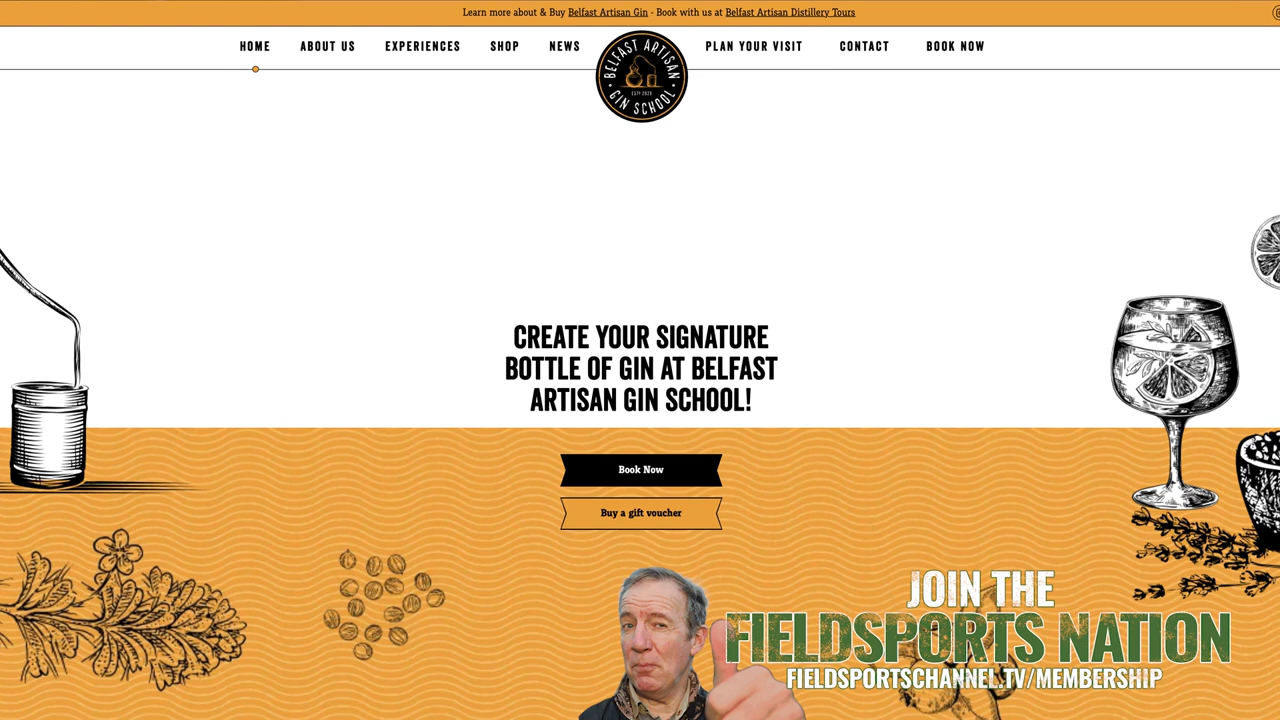 Learn more about & Buy Belfast Artisan Gin - Book with us at Belfast Artisan Distillery Tours
HOME ABOUT US EXPERIENCES SHOP NEWS PLAN YOUR VISIT CONTACT BOOK NOW
BELFAST ARTISAN
ESTD 2020
GIN SCHOOL
CREATE YOUR SIGNATURE
BOTTLE OF GIN AT BELFAST
ARTISAN GIN SCHOOL!
Book Now
Buy a gift voucher
JOIN THE
FIELDSPORTS NATION
FIELDSPORTSCHANNEL.TV/MEMBERSHIP